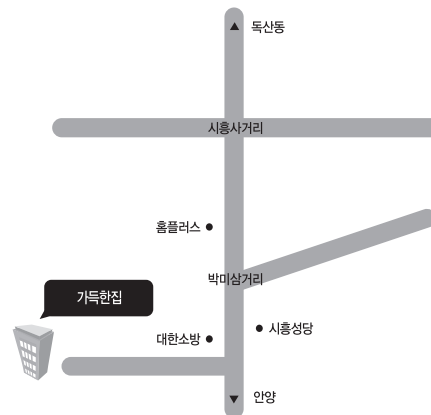 ▲ 독산동
시흥사거리
홈플러스 ●
박미삼거리
가득한집
● 시흥성당
대한소방 ●
▼ 안양